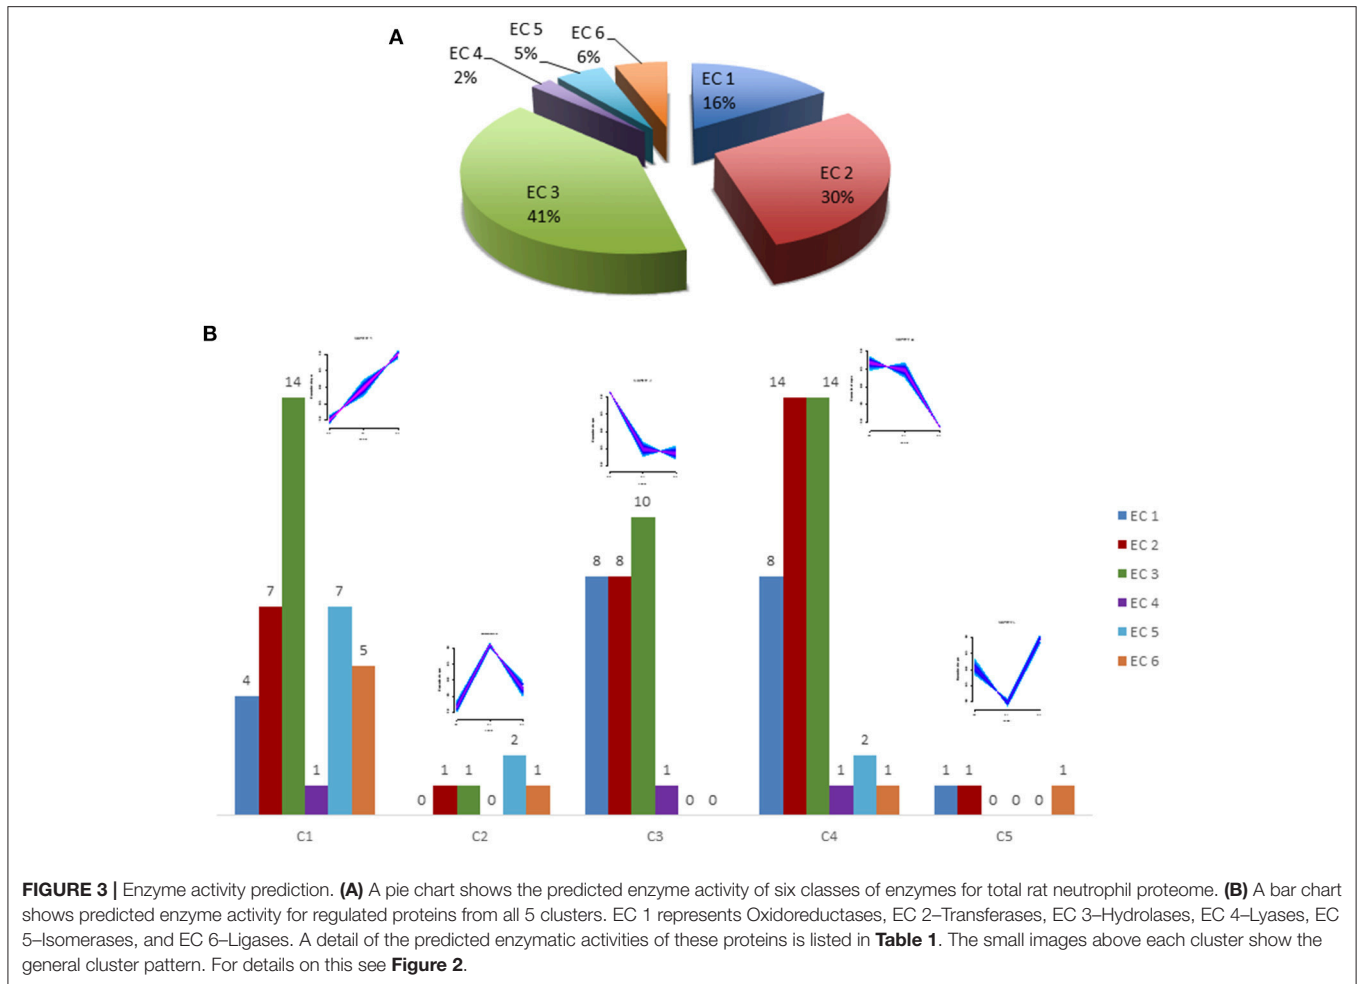 A
EC 1
16%
EC 2
30%
EC 3
41%
EC 4
2%
EC 5
5%
EC 6
6%
B
4
7
14
1
7
5
C1
0
1
1
0
2
1
C2
8
8
10
1
0
0
C3
8
14
14
1
2
1
C4
1
1
0
0
0
1
C5
EC 1
EC 2
EC 3
EC 4
EC 5
EC 6
FIGURE 3 | Enzyme activity prediction. (A) A pie chart shows the predicted enzyme activity of six classes of enzymes for total rat neutrophil proteome. (B) A bar chart
shows predicted enzyme activity for regulated proteins from all 5 clusters. EC 1 represents Oxidoreductases, EC 2–Transferases, EC 3–Hydrolases, EC 4–Lyases, EC
5–Isomerases, and EC 6–Ligases. A detail of the predicted enzymatic activities of these proteins is listed in Table 1. The small images above each cluster show the
general cluster pattern. For details on this see Figure 2.